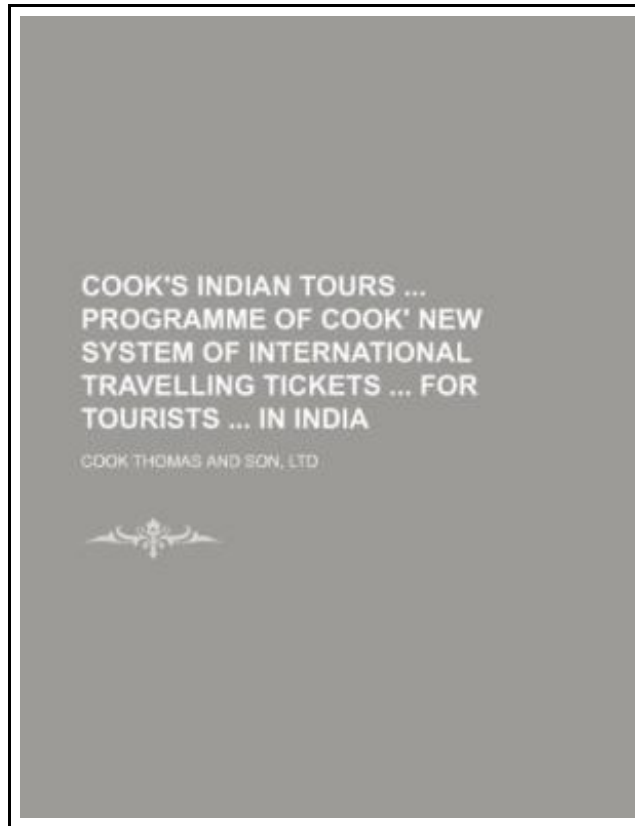 COOK'S INDIAN TOURS ...
PROGRAMME OF COOK' NEW
SYSTEM OF INTERNATIONAL
TRAVELLING TICKETS ... FOR
TOURISTS ... IN INDIA
COOK THOMAS AND SON, LTD